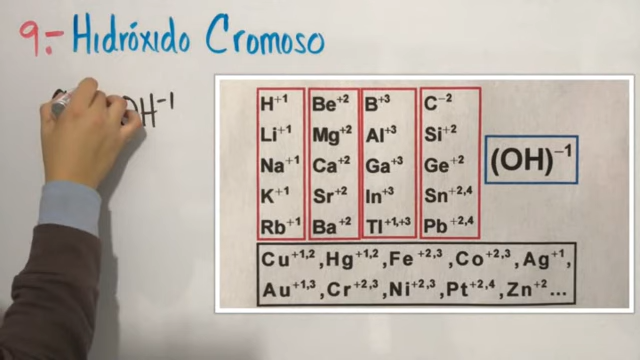 9.- Hidróxido Cromoso
OH⁻¹
H⁺¹ Be⁺² B⁺³ C⁻²
Li⁺¹ Mg⁺² Al⁺³ Si⁺²
Na⁺¹ Ca⁺² Ga⁺³ Ge⁺²
K⁺¹ Sr⁺² In⁺³ Sn⁺²,⁴
Rb⁺¹ Ba⁺² Tl⁺¹,⁺³ Pb⁺²,⁴
(OH)⁻¹
Cu⁺¹,²,Hg⁺¹,²,Fe⁺²,³,Co⁺²,³,Ag⁺¹,
Au⁺¹,³,Cr⁺²,³,Ni⁺²,³,Pt⁺²,⁴,Zn⁺²...